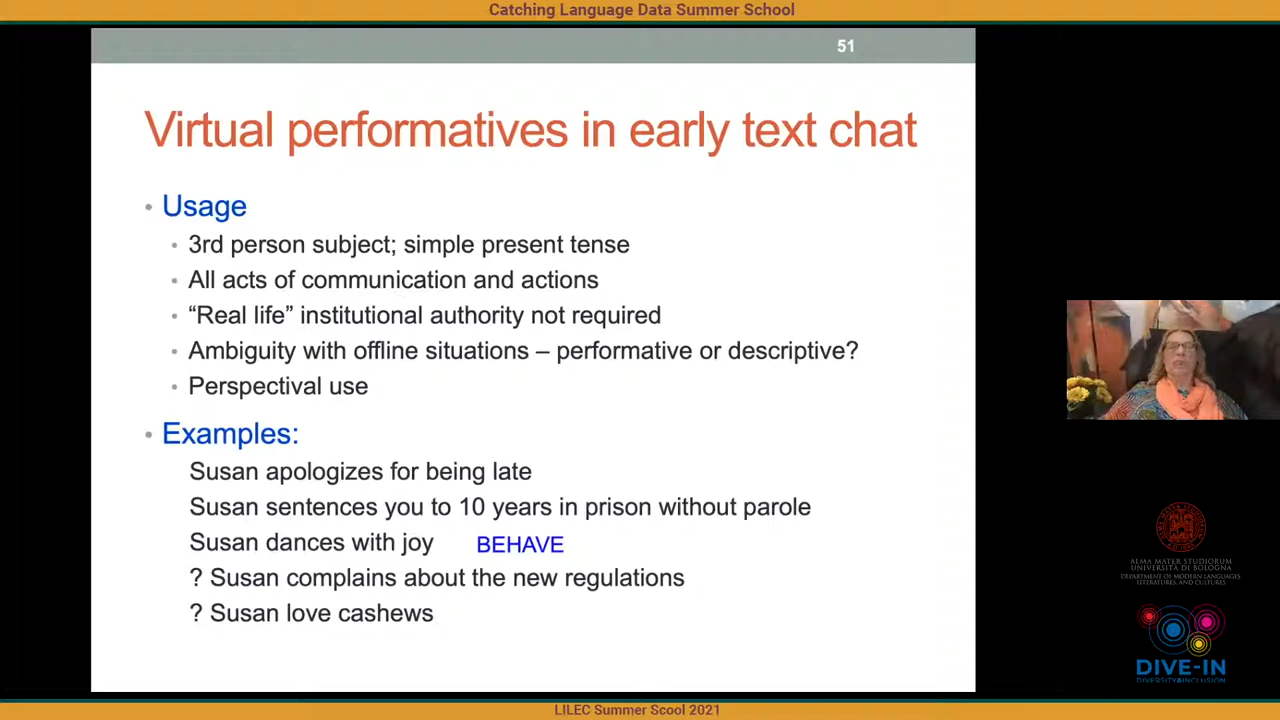 Catching Language Data Summer School
51
Virtual performatives in early text chat
• Usage
• 3rd person subject; simple present tense
• All acts of communication and actions
• “Real life” institutional authority not required
• Ambiguity with offline situations – performative or descriptive?
• Perspectival use
• Examples:
Susan apologizes for being late
Susan sentences you to 10 years in prison without parole
Susan dances with joy BEHAVE
? Susan complains about the new regulations
? Susan love cashews
ALMA MATER STUDIORUM
UNIVERSITÀ DI BOLOGNA
DEPARTMENT OF MODERN LANGUAGES,
LITERATURES, AND CULTURES
DIVE-IN
DIVERSITY&INCLUSION
LILEC Summer Scool 2021